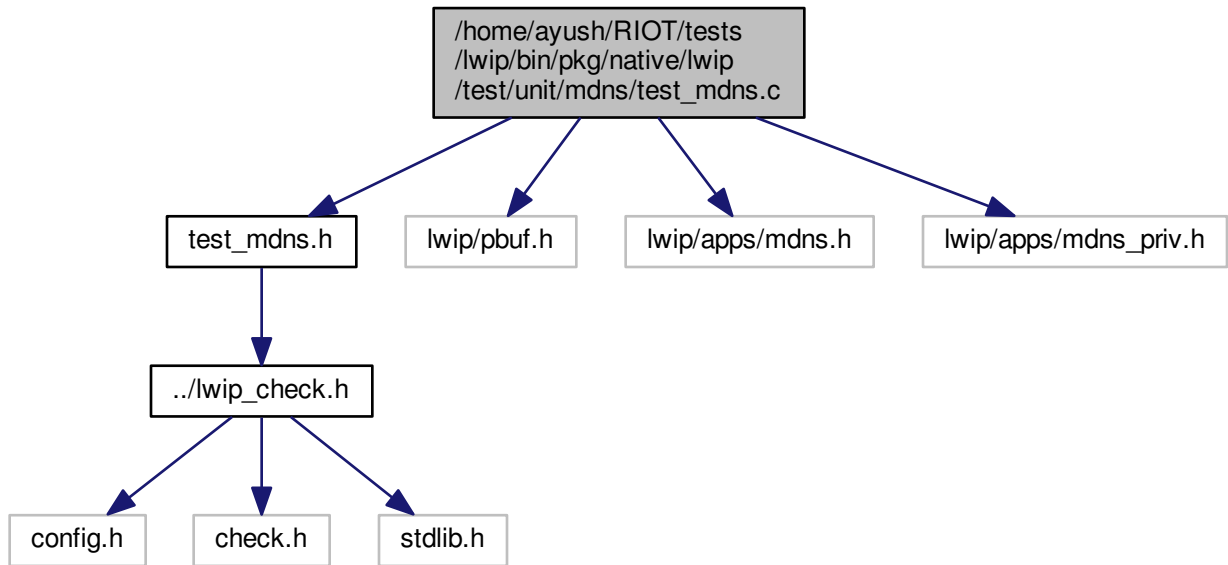 /home/ayush/RIOT/tests
/lwip/bin/pkg/native/lwip
/test/unit/mdns/test_mdns.c
test_mdns.h
lwip/pbuf.h
lwip/apps/mdns.h
lwip/apps/mdns_priv.h
../lwip_check.h
config.h
check.h
stdlib.h